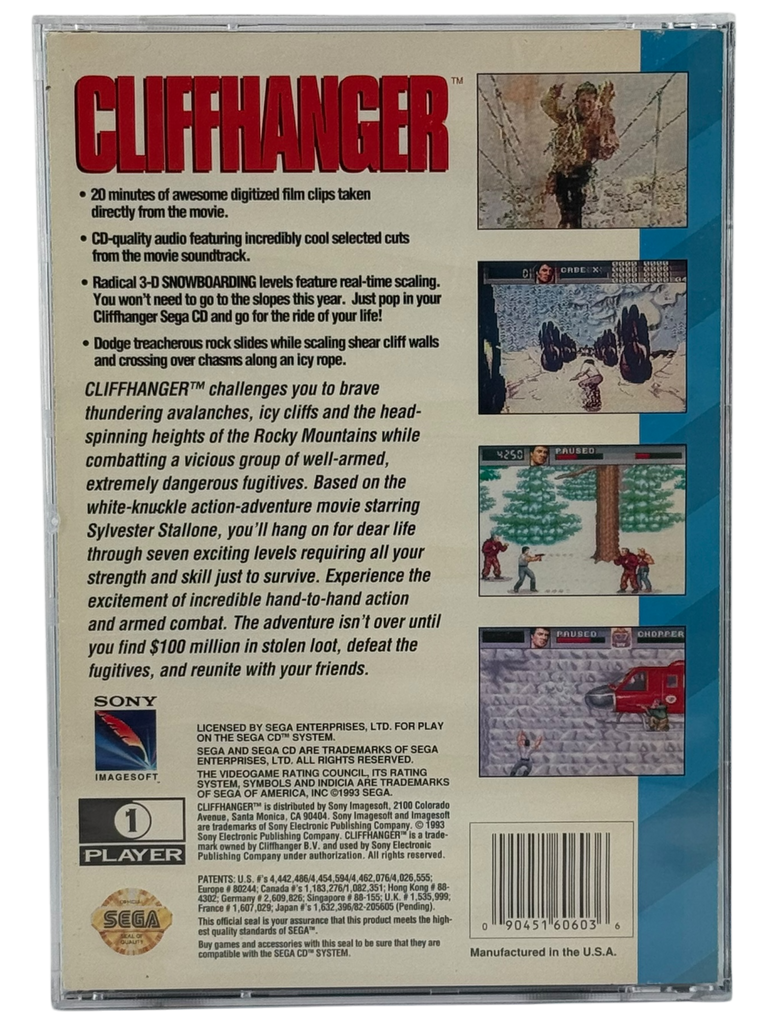 CLIFFHANGER™
• 20 minutes of awesome digitized film clips taken
directly from the movie.
• CD-quality audio featuring incredibly cool selected cuts
from the movie soundtrack.
• Radical 3-D SNOWBOARDING levels feature real-time scaling.
You won't need to go to the slopes this year. Just pop in your
Cliffhanger Sega CD and go for the ride of your life!
• Dodge treacherous rock slides while scaling shear cliff walls
and crossing over chasms along an icy rope.
CLIFFHANGER™ challenges you to brave
thundering avalanches, icy cliffs and the head-
spinning heights of the Rocky Mountains while
combatting a vicious group of well-armed,
extremely dangerous fugitives. Based on the
white-knuckle action-adventure movie starring
Sylvester Stallone, you'll hang on for dear life
through seven exciting levels requiring all your
strength and skill just to survive. Experience the
excitement of incredible hand-to-hand action
and armed combat. The adventure isn't over until
you find $100 million in stolen loot, defeat the
fugitives, and reunite with your friends.
4250 PAUSED
PAUSED CHOPPER
SONY
IMAGESOFT
1
PLAYER
OFFICIAL
SEGA
SEAL OF
QUALITY
LICENSED BY SEGA ENTERPRISES, LTD. FOR PLAY
ON THE SEGA CD™ SYSTEM.
SEGA AND SEGA CD ARE TRADEMARKS OF SEGA
ENTERPRISES, LTD. ALL RIGHTS RESERVED.
THE VIDEOGAME RATING COUNCIL, ITS RATING
SYSTEM, SYMBOLS AND INDICIA ARE TRADEMARKS
OF SEGA OF AMERICA, INC ©1993 SEGA.
CLIFFHANGER™ is distributed by Sony Imagesoft, 2100 Colorado
Avenue, Santa Monica, CA 90404. Sony Imagesoft and Imagesoft
are trademarks of Sony Electronic Publishing Company. © 1993
Sony Electronic Publishing Company. CLIFFHANGER™ is a trade-
mark owned by Cliffhanger B.V. and used by Sony Electronic
Publishing Company under authorization. All rights reserved.
PATENTS: U.S. #'s 4,442,486/4,454,594/4,462,076/4,026,555;
Europe # 80244; Canada #'s 1,183,276/1,082,351; Hong Kong # 88-
4302; Germany # 2,609,826; Singapore # 88-155; U.K. # 1,535,999;
France # 1,607,029; Japan #'s 1,632,396/82-205605 (Pending).
This official seal is your assurance that this product meets the high-
est quality standards of SEGA™.
Buy games and accessories with this seal to be sure that they are
compatible with the SEGA CD™ SYSTEM.
0 90451 60603 6
Manufactured in the U.S.A.